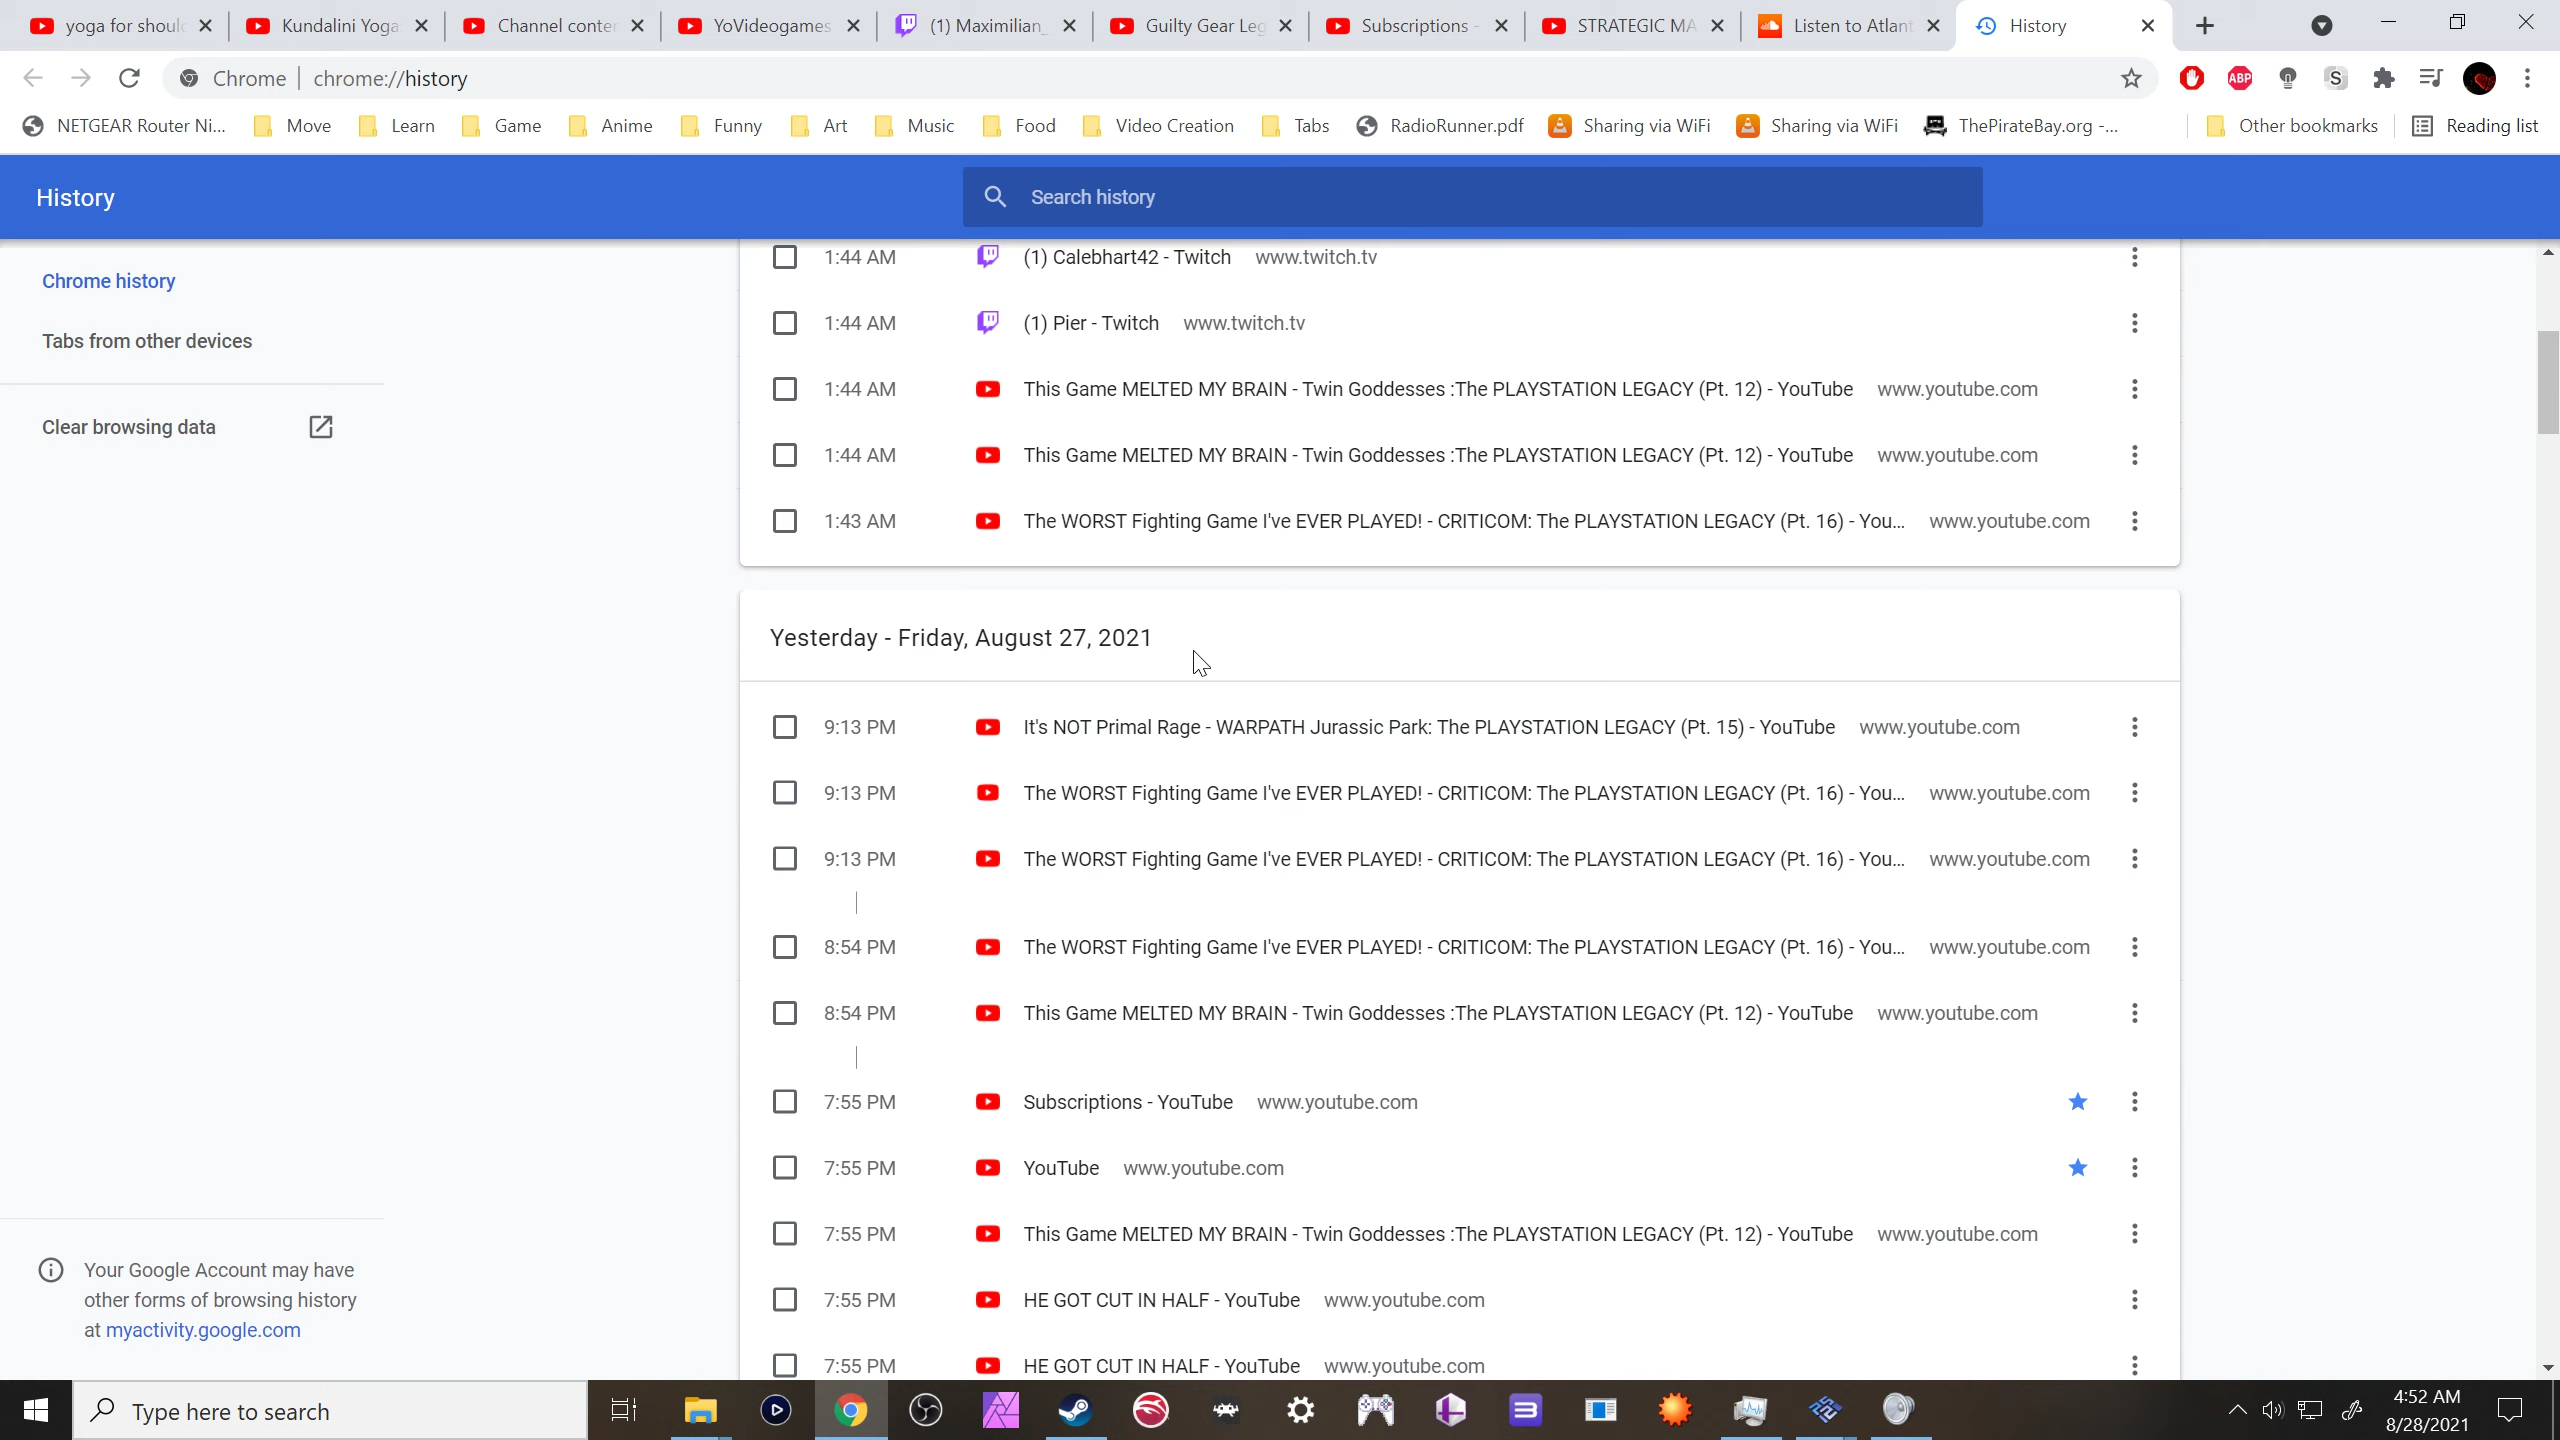 yoga for shoul
Kundalini Yoga
Channel conter
YoVideogames
(1) Maximilian_
Guilty Gear Leg
Subscriptions -
STRATEGIC MA
Listen to Atlant
History
Chrome | chrome://history
ABP
S
NETGEAR Router Ni...
Move
Learn
Game
Anime
Funny
Art
Music
Food
Video Creation
Tabs
RadioRunner.pdf
Sharing via WiFi
Sharing via WiFi
ThePirateBay.org -...
Other bookmarks
Reading list
History
Search history
Chrome history
Tabs from other devices
Clear browsing data
1:44 AM (1) Calebhart42 - Twitch www.twitch.tv
1:44 AM (1) Pier - Twitch www.twitch.tv
1:44 AM This Game MELTED MY BRAIN - Twin Goddesses :The PLAYSTATION LEGACY (Pt. 12) - YouTube www.youtube.com
1:44 AM This Game MELTED MY BRAIN - Twin Goddesses :The PLAYSTATION LEGACY (Pt. 12) - YouTube www.youtube.com
1:43 AM The WORST Fighting Game I've EVER PLAYED! - CRITICOM: The PLAYSTATION LEGACY (Pt. 16) - You... www.youtube.com
Yesterday - Friday, August 27, 2021
9:13 PM It's NOT Primal Rage - WARPATH Jurassic Park: The PLAYSTATION LEGACY (Pt. 15) - YouTube www.youtube.com
9:13 PM The WORST Fighting Game I've EVER PLAYED! - CRITICOM: The PLAYSTATION LEGACY (Pt. 16) - You... www.youtube.com
9:13 PM The WORST Fighting Game I've EVER PLAYED! - CRITICOM: The PLAYSTATION LEGACY (Pt. 16) - You... www.youtube.com
8:54 PM The WORST Fighting Game I've EVER PLAYED! - CRITICOM: The PLAYSTATION LEGACY (Pt. 16) - You... www.youtube.com
8:54 PM This Game MELTED MY BRAIN - Twin Goddesses :The PLAYSTATION LEGACY (Pt. 12) - YouTube www.youtube.com
7:55 PM Subscriptions - YouTube www.youtube.com
7:55 PM YouTube www.youtube.com
7:55 PM This Game MELTED MY BRAIN - Twin Goddesses :The PLAYSTATION LEGACY (Pt. 12) - YouTube www.youtube.com
7:55 PM HE GOT CUT IN HALF - YouTube www.youtube.com
7:55 PM HE GOT CUT IN HALF - YouTube www.youtube.com
Your Google Account may have
other forms of browsing history
at myactivity.google.com
Type here to search
4:52 AM
8/28/2021